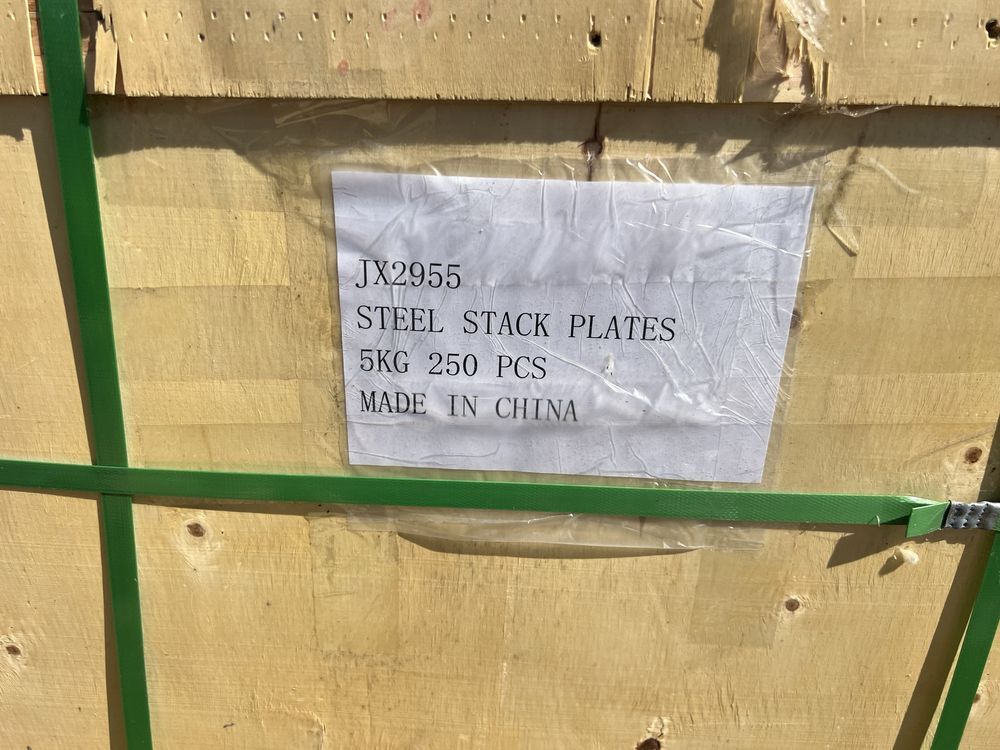 JX2955
STEEL STACK PLATES
5KG 250 PCS
MADE IN CHINA